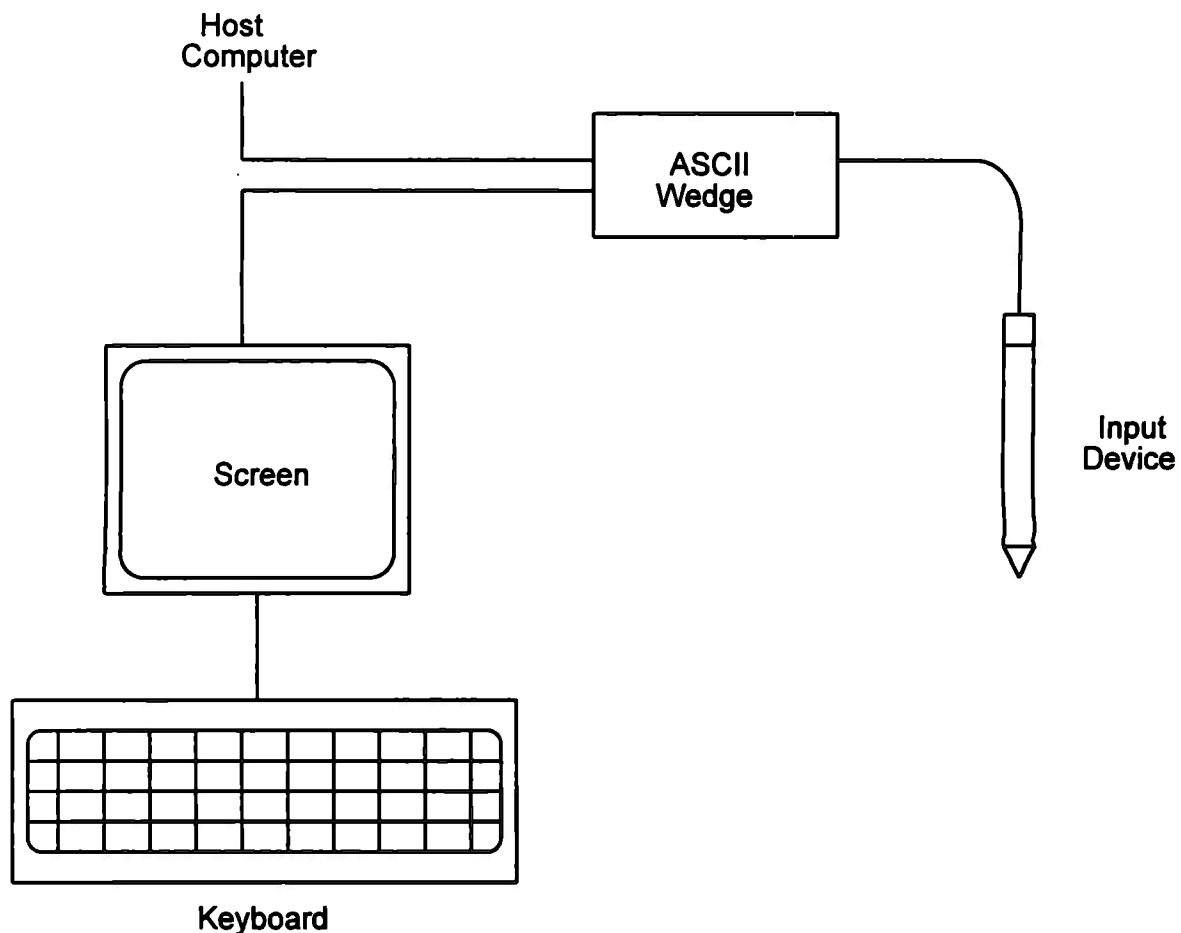 Host
Computer
ASCII
Wedge
Input
Device
Screen
Keyboard